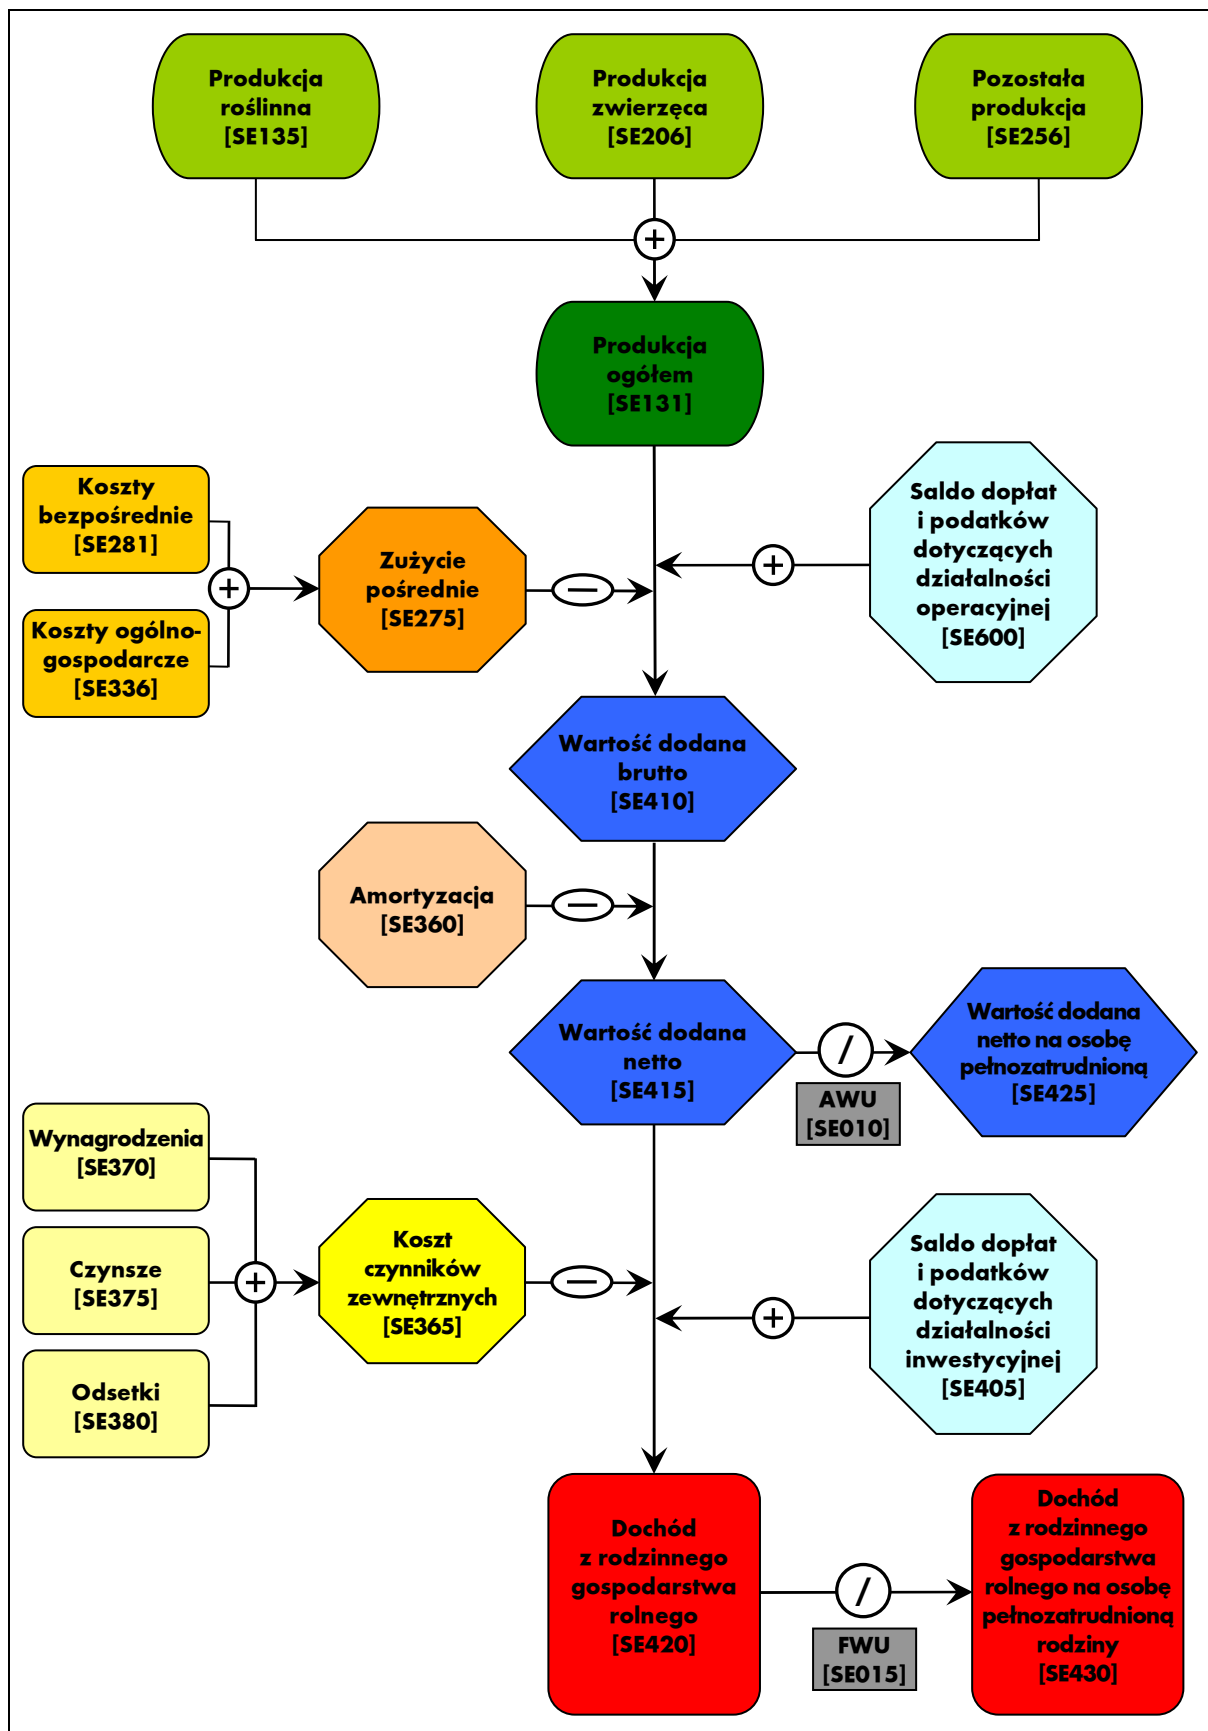 Produkcja
roślinna
[SE135]
Produkcja
zwierzęca
[SE206]
Pozostała
produkcja
[SE256]
+
Produkcja
ogółem
[SE131]
Koszty
bezpośrednie
[SE281]
Koszty ogólno-
gospodarcze
[SE336]
+
Zużycie
pośrednie
[SE275]
—
+
Saldo dopłat
i podatków
dotyczących
działalności
operacyjnej
[SE600]
Wartość dodana
brutto
[SE410]
Amortyzacja
[SE360]
—
Wartość dodana
netto
[SE415]
/
AWU
[SE010]
Wartość dodana
netto na osobę
pełnozatrudnioną
[SE425]
Wynagrodzenia
[SE370]
Czynsze
[SE375]
Odsetki
[SE380]
+
Koszt
czynników
zewnętrznych
[SE365]
—
+
Saldo dopłat
i podatków
dotyczących
działalności
inwestycyjnej
[SE405]
Dochód
z rodzinnego
gospodarstwa
rolnego
[SE420]
/
FWU
[SE015]
Dochód
z rodzinnego
gospodarstwa
rolnego na osobę
pełnozatrudnioną
rodziny
[SE430]